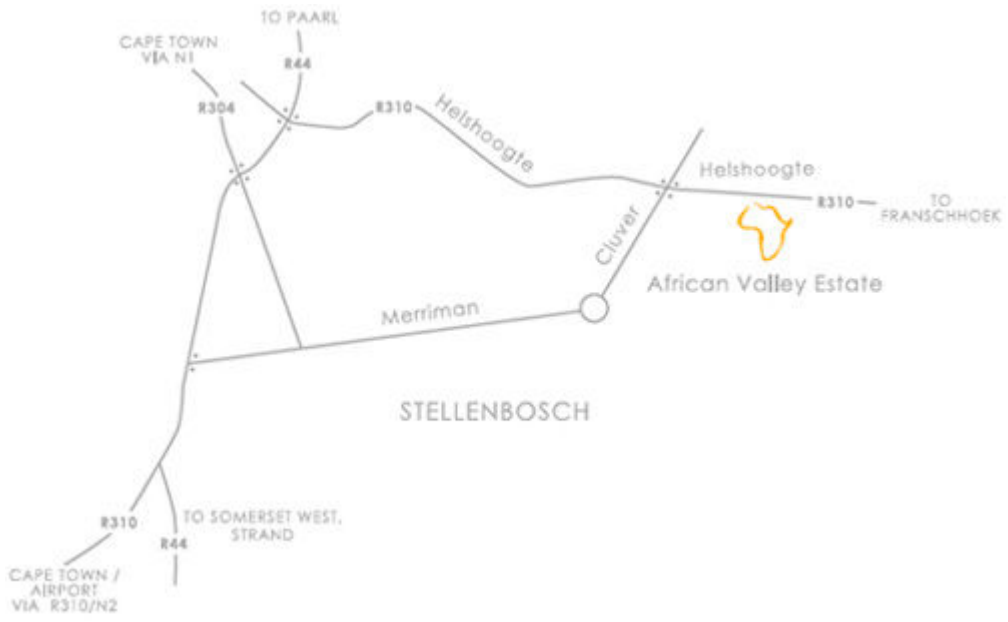 TO PAARL
CAPE TOWN
VIA N1
R44
R304
R310
Helshoogte
Helshoogte
R310
TO
FRANSCHHOEK
Cluver
African Valley Estate
Merriman
STELLENBOSCH
R310
TO SOMERSET WEST,
STRAND
R44
CAPE TOWN /
AIRPORT
VIA R310/N2